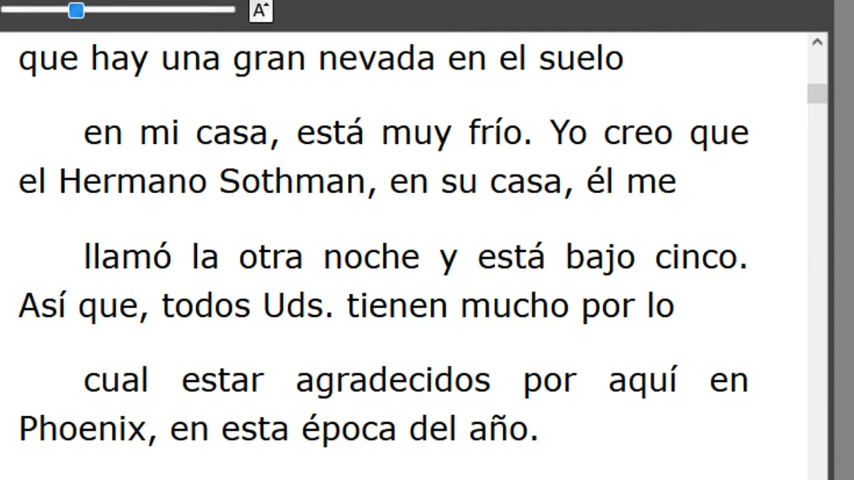 A
que hay una gran nevada en el suelo
en mi casa, está muy frío. Yo creo que
el Hermano Sothman, en su casa, él me
llamó la otra noche y está bajo cinco.
Así que, todos Uds. tienen mucho por lo
cual estar agradecidos por aquí en
Phoenix, en esta época del año.